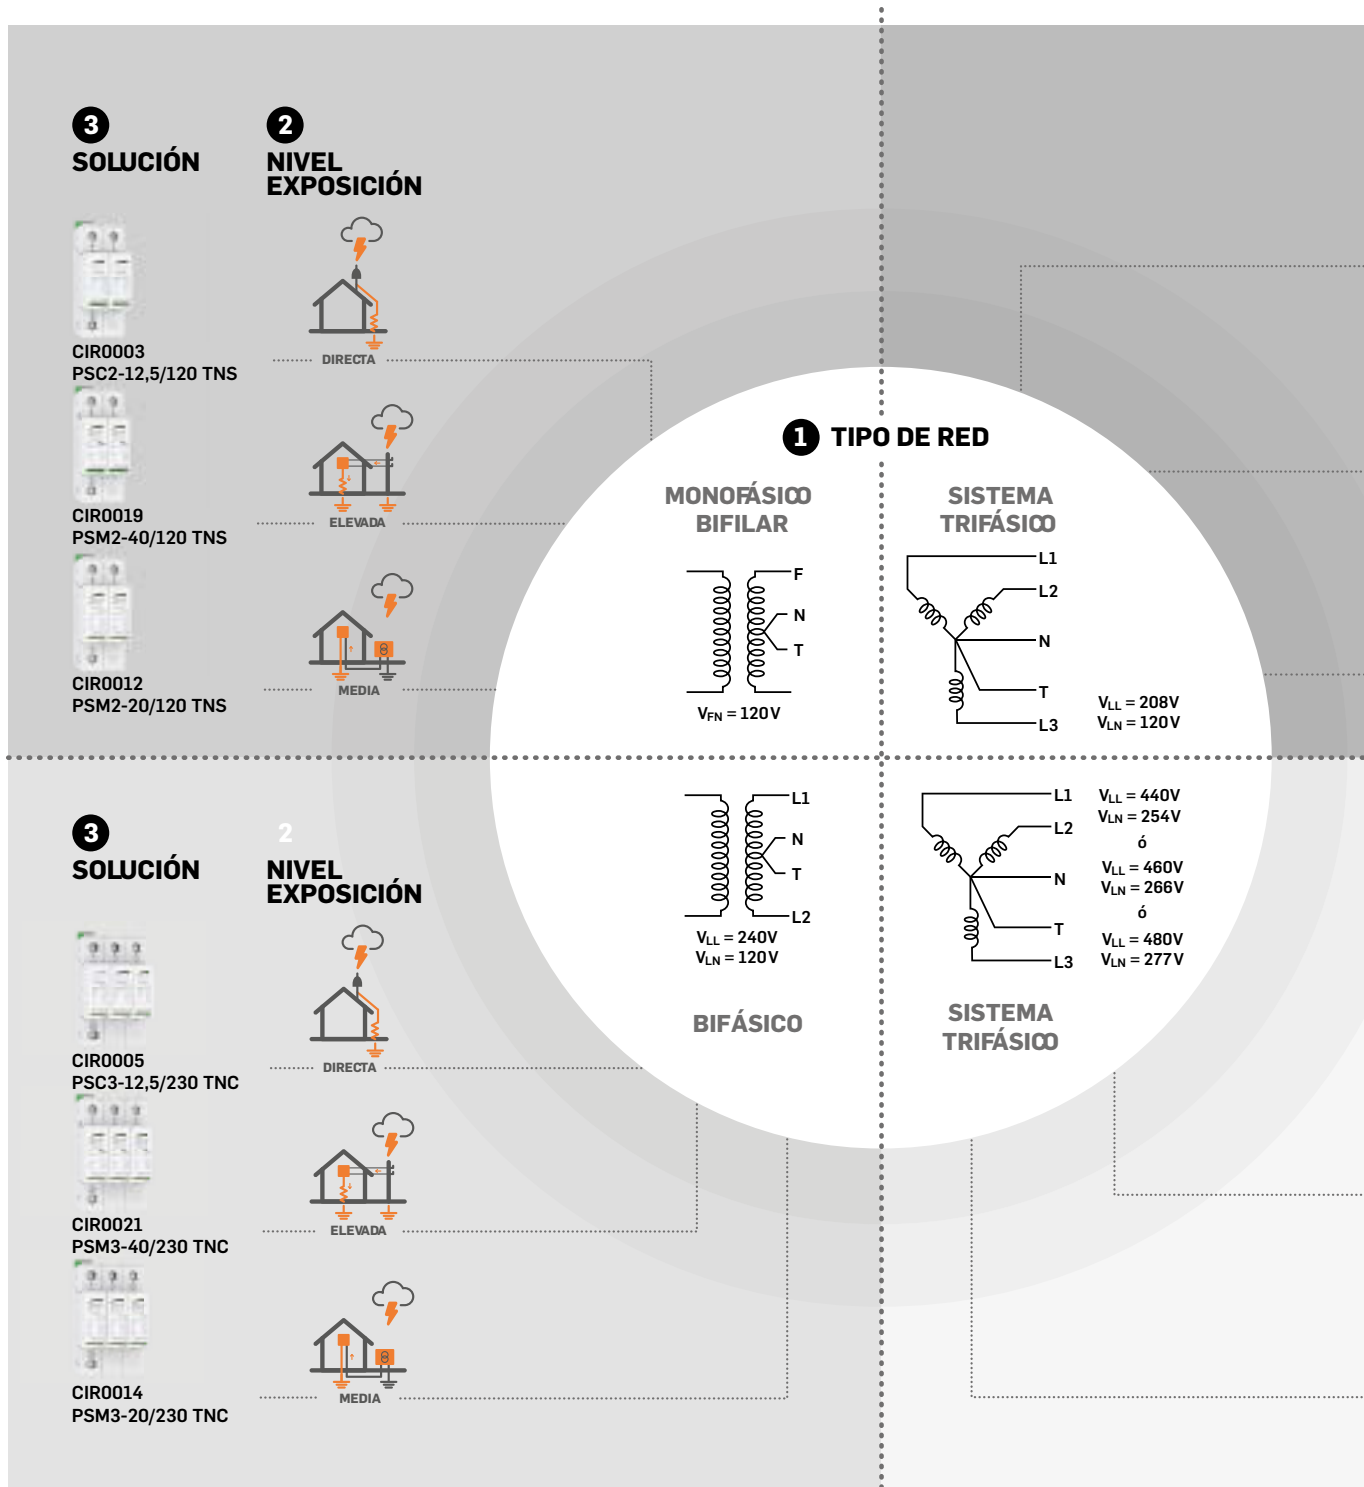 3
SOLUCIÓN
2
NIVEL
EXPOSICIÓN
CIR0003
PSC2-12,5/120 TNS
DIRECTA
CIR0019
PSM2-40/120 TNS
ELEVADA
CIR0012
PSM2-20/120 TNS
MEDIA
1 TIPO DE RED
MONOFÁSICO
BIFILAR
F
N
T
VFN = 120V
SISTEMA
TRIFÁSICO
L1
L2
N
T
L3
VLL = 208V
VLN = 120V
3
SOLUCIÓN
2
NIVEL
EXPOSICIÓN
CIR0005
PSC3-12,5/230 TNC
DIRECTA
CIR0021
PSM3-40/230 TNC
ELEVADA
CIR0014
PSM3-20/230 TNC
MEDIA
L1
N
T
L2
VLL = 240V
VLN = 120V
BIFÁSICO
L1
L2
N
T
L3
VLL = 440V
VLN = 254V
ó
VLL = 460V
VLN = 266V
ó
VLL = 480V
VLN = 277V
SISTEMA
TRIFÁSICO